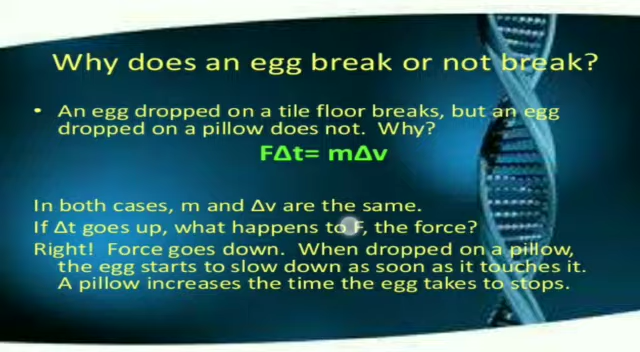 Why does an egg break or not break?
• An egg dropped on a tile floor breaks, but an egg
dropped on a pillow does not. Why?
FΔt= mΔv
In both cases, m and Δv are the same.
If Δt goes up, what happens to F, the force?
Right! Force goes down. When dropped on a pillow,
the egg starts to slow down as soon as it touches it.
A pillow increases the time the egg takes to stops.